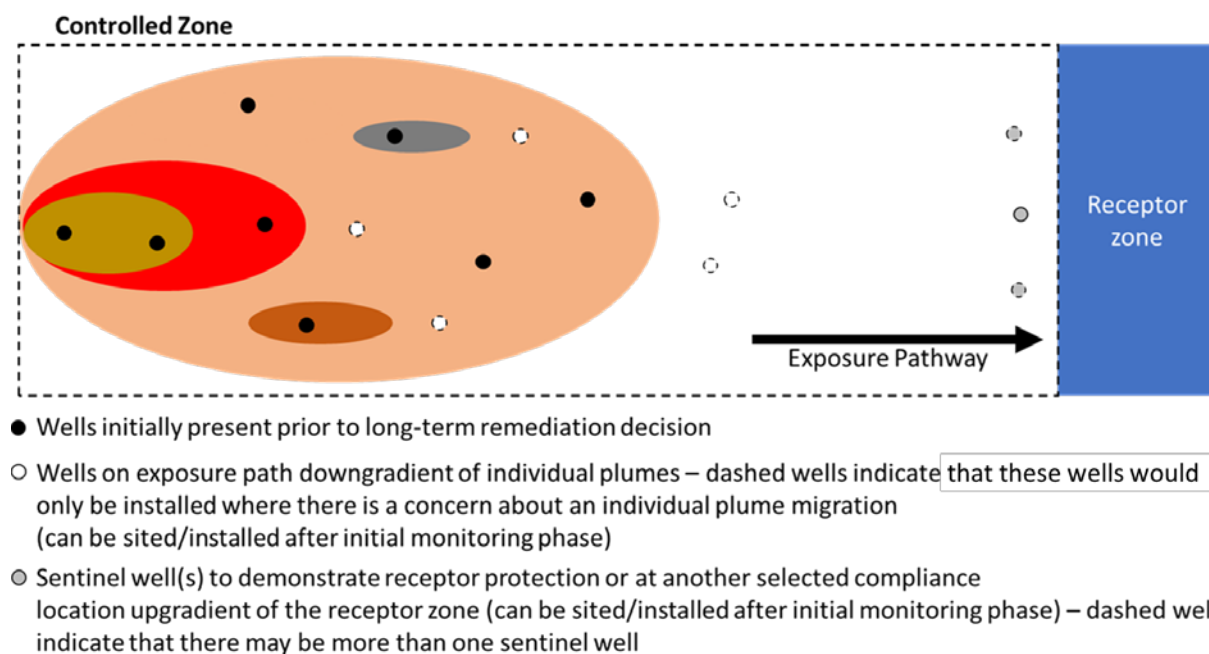 Controlled Zone
Receptor
zone
Exposure Pathway
Wells initially present prior to long-term remediation decision
Wells on exposure path downgradient of individual plumes – dashed wells indicate that these wells would
only be installed where there is a concern about an individual plume migration
(can be sited/installed after initial monitoring phase)
Sentinel well(s) to demonstrate receptor protection or at another selected compliance
location upgradient of the receptor zone (can be sited/installed after initial monitoring phase) – dashed wel
indicate that there may be more than one sentinel well